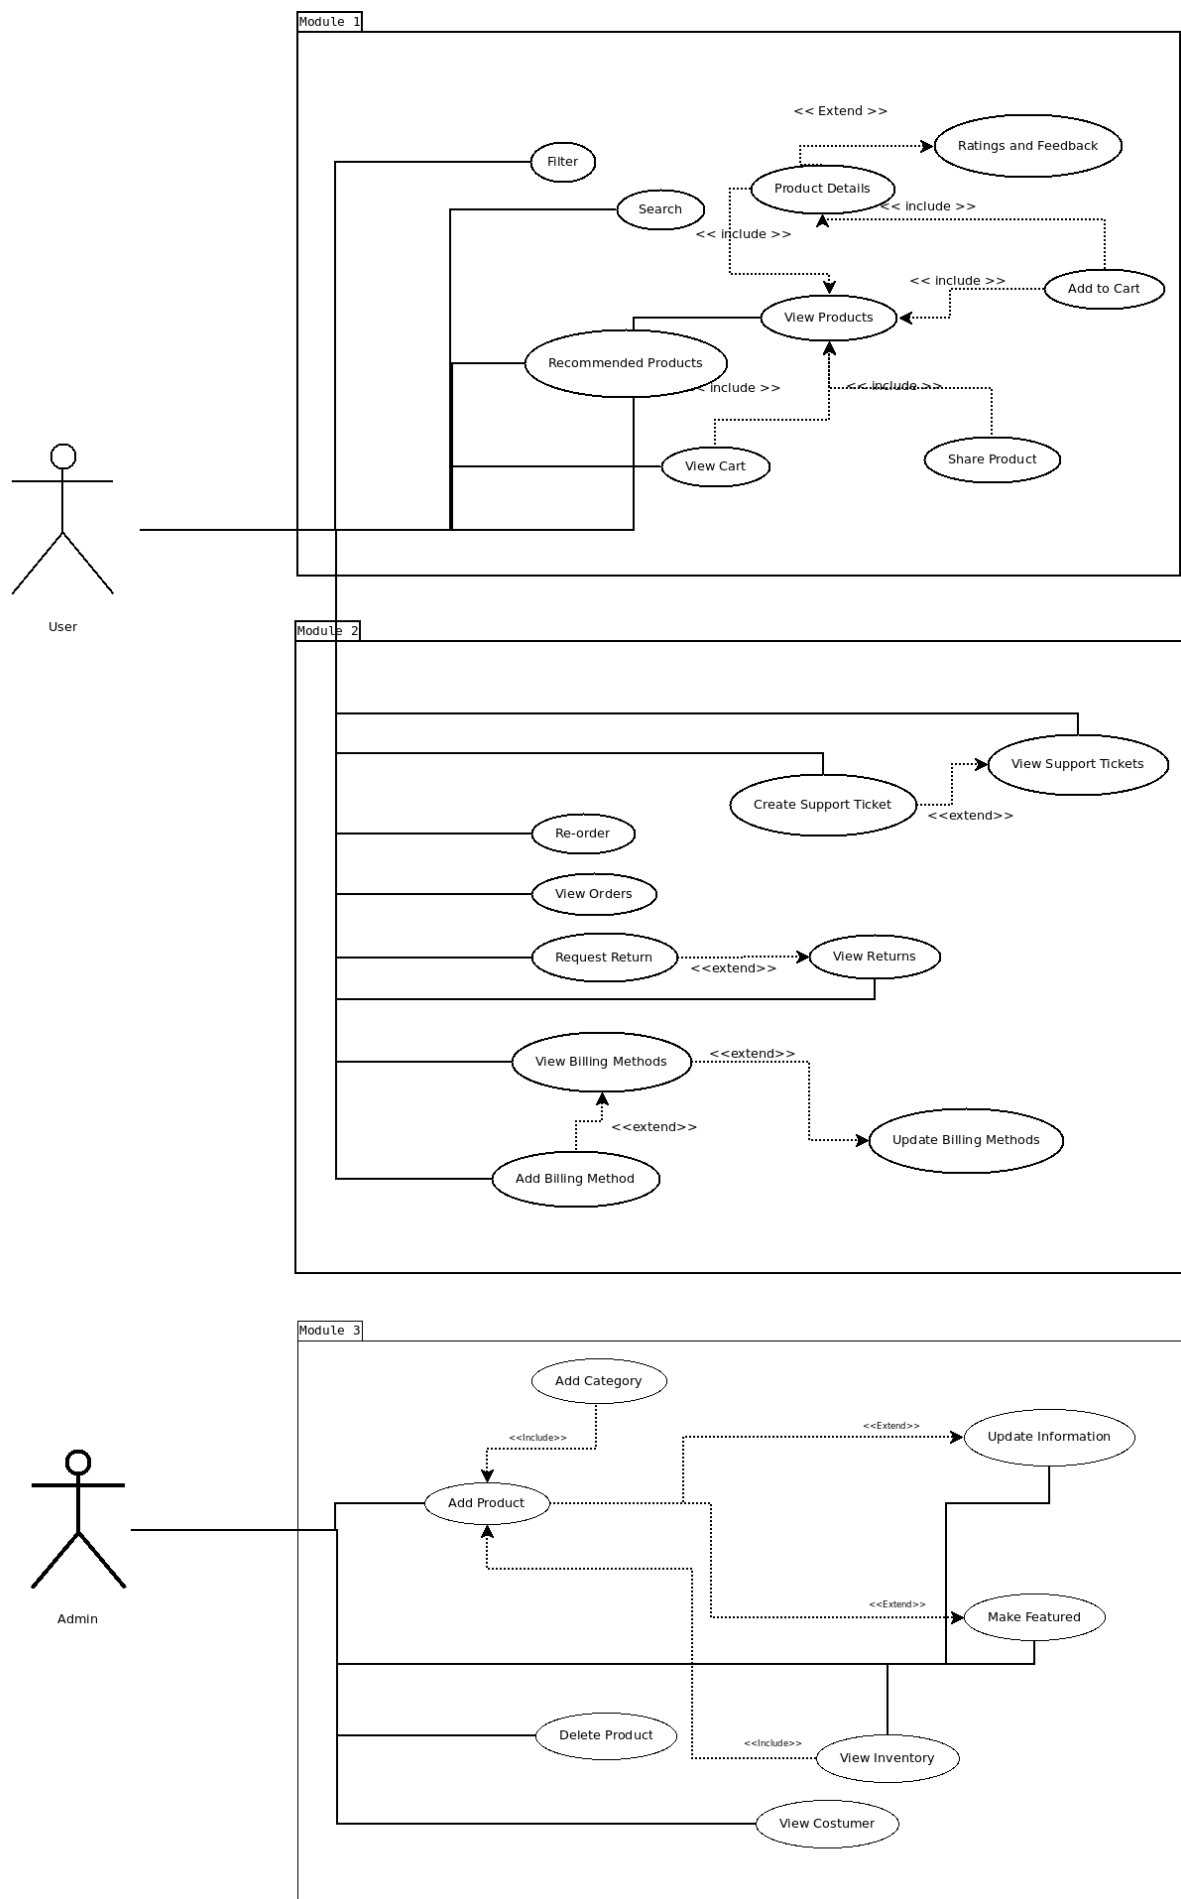 Module 1
<< Extend >>
Ratings and Feedback
Filter
Product Details
Search
<< include >>
<< include >>
<< include >>
Add to Cart
View Products
Recommended Products
include >>
<< include >>
View Cart
Share Product
User
Module 2
View Support Tickets
Create Support Ticket
<<extend>>
Re-order
View Orders
Request Return
<<extend>>
View Returns
View Billing Methods
<<extend>>
<<extend>>
Update Billing Methods
Add Billing Method
Module 3
Add Category
<<Include>>
<<Extend>>
Update Information
Add Product
Admin
<<Extend>>
Make Featured
Delete Product
<<Include>>
View Inventory
View Costumer